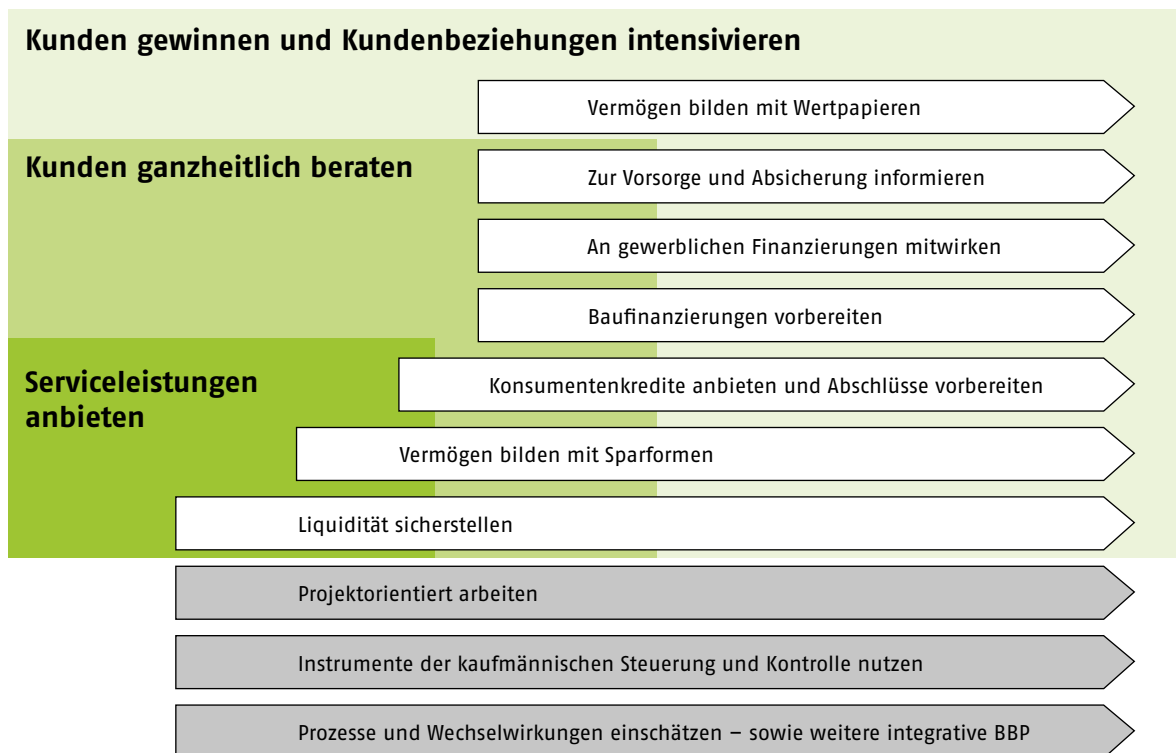 Kunden gewinnen und Kundenbeziehungen intensivieren
Vermögen bilden mit Wertpapieren
Kunden ganzheitlich beraten
Zur Vorsorge und Absicherung informieren
An gewerblichen Finanzierungen mitwirken
Baufinanzierungen vorbereiten
Serviceleistungen
anbieten
Konsumentenkredite anbieten und Abschlüsse vorbereiten
Vermögen bilden mit Sparformen
Liquidität sicherstellen
Projektorientiert arbeiten
Instrumente der kaufmännischen Steuerung und Kontrolle nutzen
Prozesse und Wechselwirkungen einschätzen – sowie weitere integrative BBP